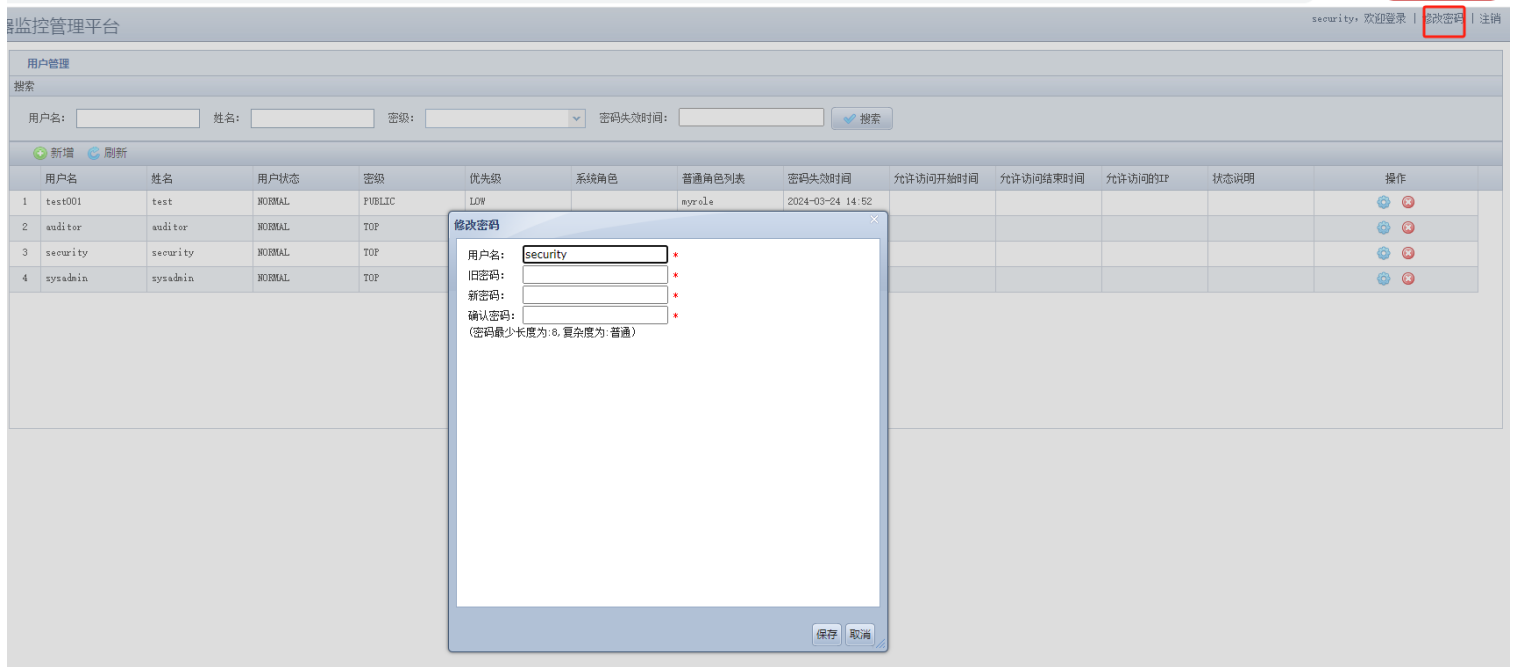 监控管理平台
security，欢迎登录 | 修改密码 | 注销
用户管理
搜索
用户名： 姓名： 密级： 密码失效时间： 搜索
新增 刷新
用户名 姓名 用户状态 密级 优先级 系统角色 普通角色列表 密码失效时间 允许访问开始时间 允许访问结束时间 允许访问的IP 状态说明 操作
1 test001 test NORMAL PUBLIC LOW myrole 2024-03-24 14:52
2 auditor auditor NORMAL TOP
3 security security NORMAL TOP
4 sysadmin sysadmin NORMAL TOP
修改密码
用户名： security *
旧密码： *
新密码： *
确认密码： *
(密码最少长度为:8,复杂度为:普通)
保存 取消